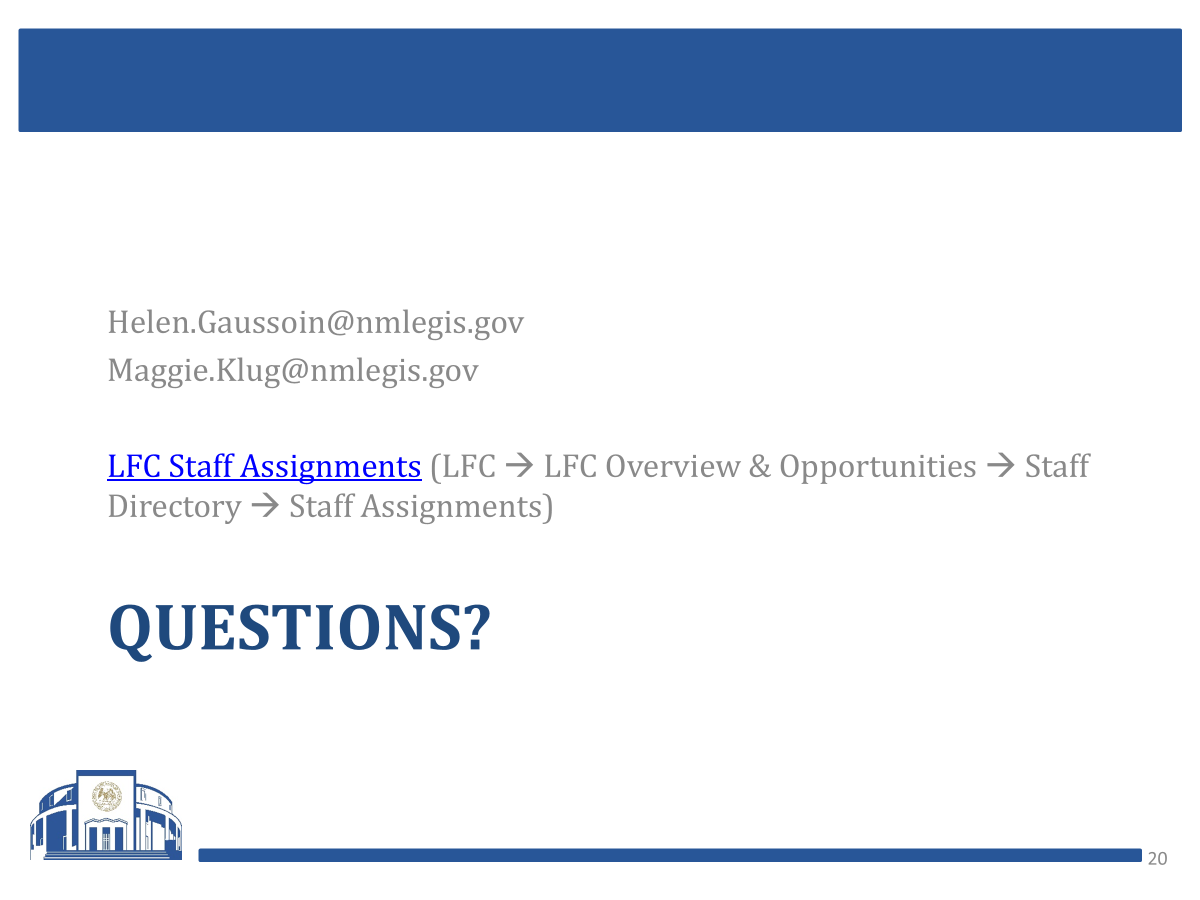 Helen.Gaussoin@nmlegis.gov
Maggie.Klug@nmlegis.gov
LFC Staff Assignments (LFC → LFC Overview & Opportunities → Staff
Directory → Staff Assignments)
QUESTIONS?
20